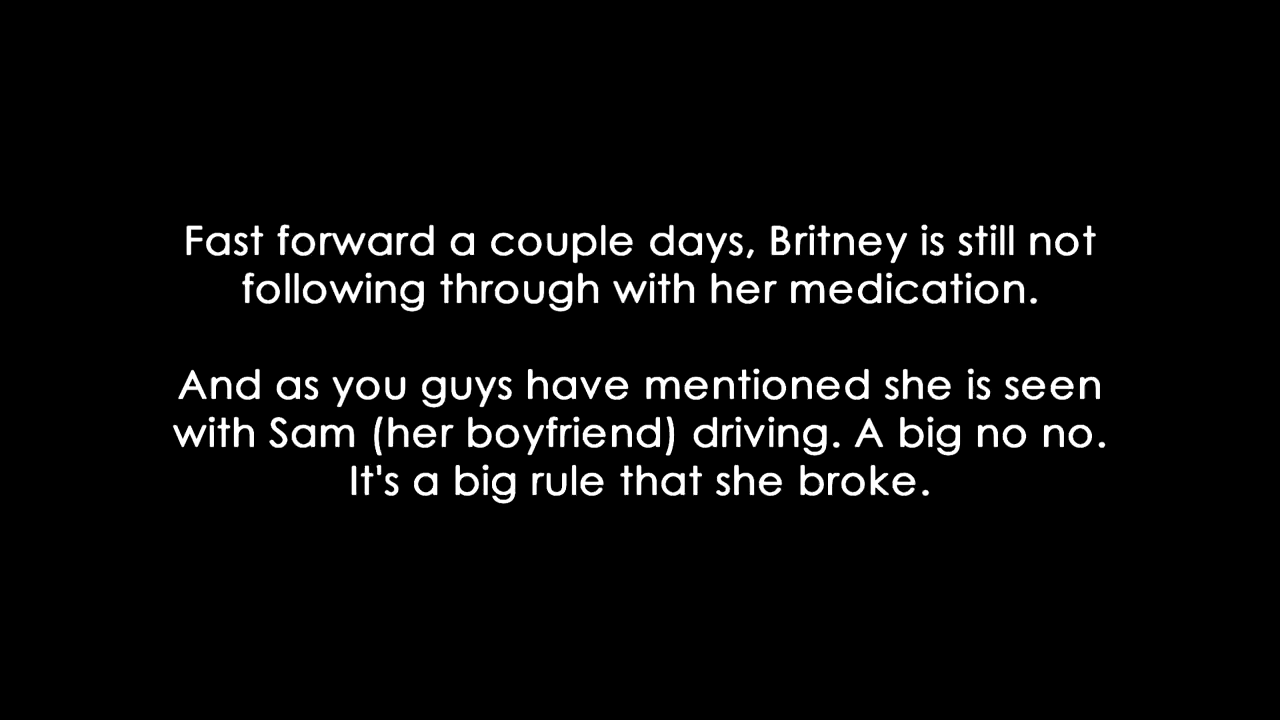 Fast forward a couple days, Britney is still not
following through with her medication.
And as you guys have mentioned she is seen
with Sam (her boyfriend) driving. A big no no.
It's a big rule that she broke.